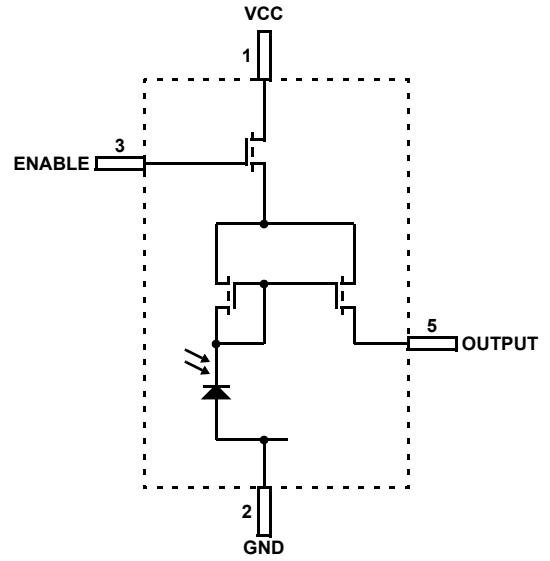 VCC
1
3
ENABLE
5
OUTPUT
2
GND